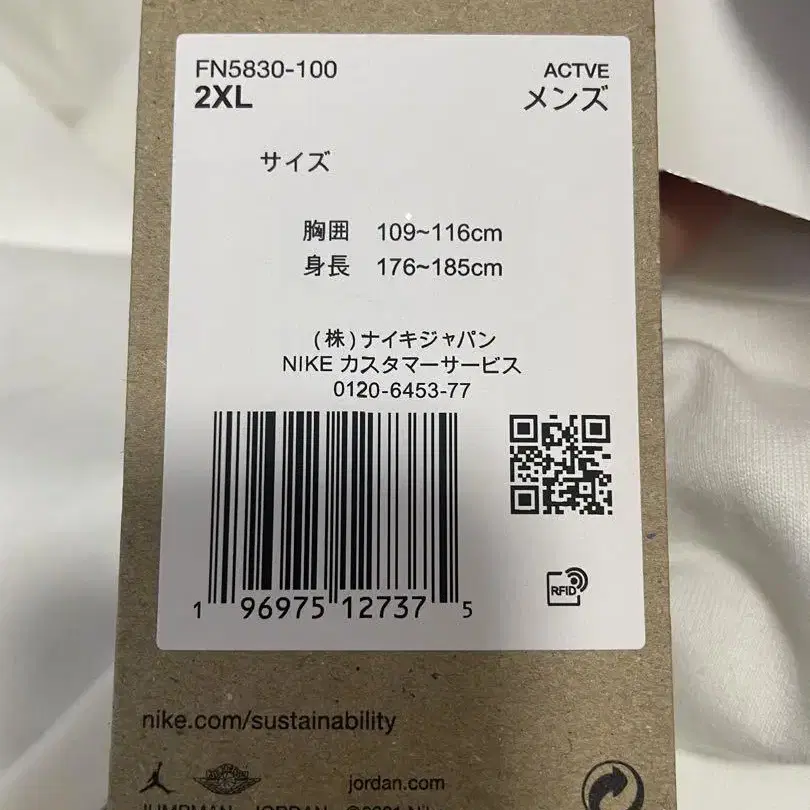 FN5830-100
ACTVE
2XL
メンズ
サイズ
胸囲 109~116cm
身長 176~185cm
(株)ナイキジャパン
NIKE カスタマーサービス
0120-6453-77
1 96975 12737 5
RFID
nike.com/sustainability
jordan.com
JUMPMAN JORDAN